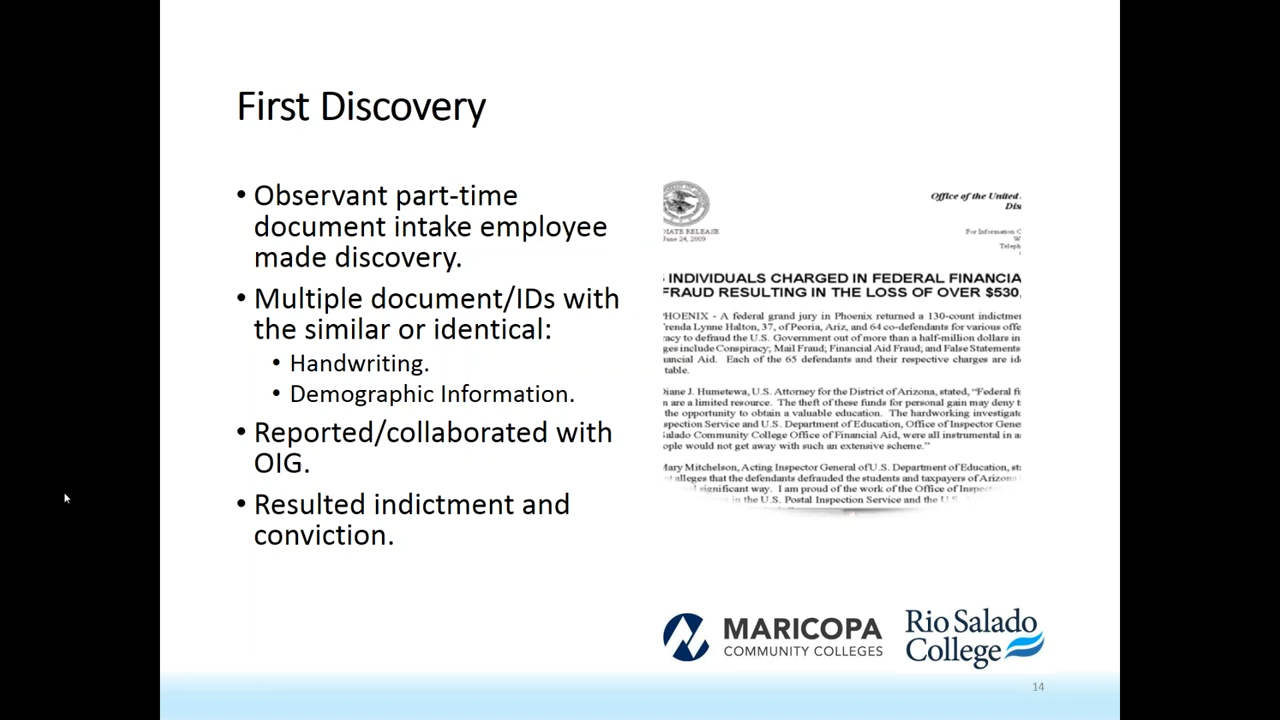 First Discovery
• Observant part-time
document intake employee
made discovery.
• Multiple document/IDs with
the similar or identical:
• Handwriting.
• Demographic Information.
• Reported/collaborated with
OIG.
• Resulted indictment and
conviction.
Office of the United
Dis
DIATE RELEASE
June 24, 2009
For Information
Teleph
INDIVIDUALS CHARGED IN FEDERAL FINANCIA
FRAUD RESULTING IN THE LOSS OF OVER $530,
HOENIX - A federal grand jury in Phoenix returned a 130-count indictmen
renda Lynne Halton, 37, of Peoria, Ariz, and 64 co-defendants for various offe
racy to defraud the U.S. Government out of more than a half-million dollars in
ges include Conspiracy; Mail Fraud; Financial Aid Fraud; and False Statements
ancial Aid. Each of the 65 defendants and their respective charges are ide
table.
Diane J. Humetewa, U.S. Attorney for the District of Arizona, stated, “Federal fi
n are a limited resource. The theft of these funds for personal gain may deny t
the opportunity to obtain a valuable education. The hardworking investigato
spection Service and U.S. Department of Education, Office of Inspector Gene
Salado Community College Office of Financial Aid, were all instrumental in a
ople would not get away with such an extensive scheme.”
Mary Mitchelson, Acting Inspector General of U.S. Department of Education, st
t alleges that the defendants defrauded the students and taxpayers of Arizona
significant way. I am proud of the work of the Office of Inspec
in the U.S. Postal Inspection Service and the U.
MARICOPA
COMMUNITY COLLEGES
Rio Salado
College
14